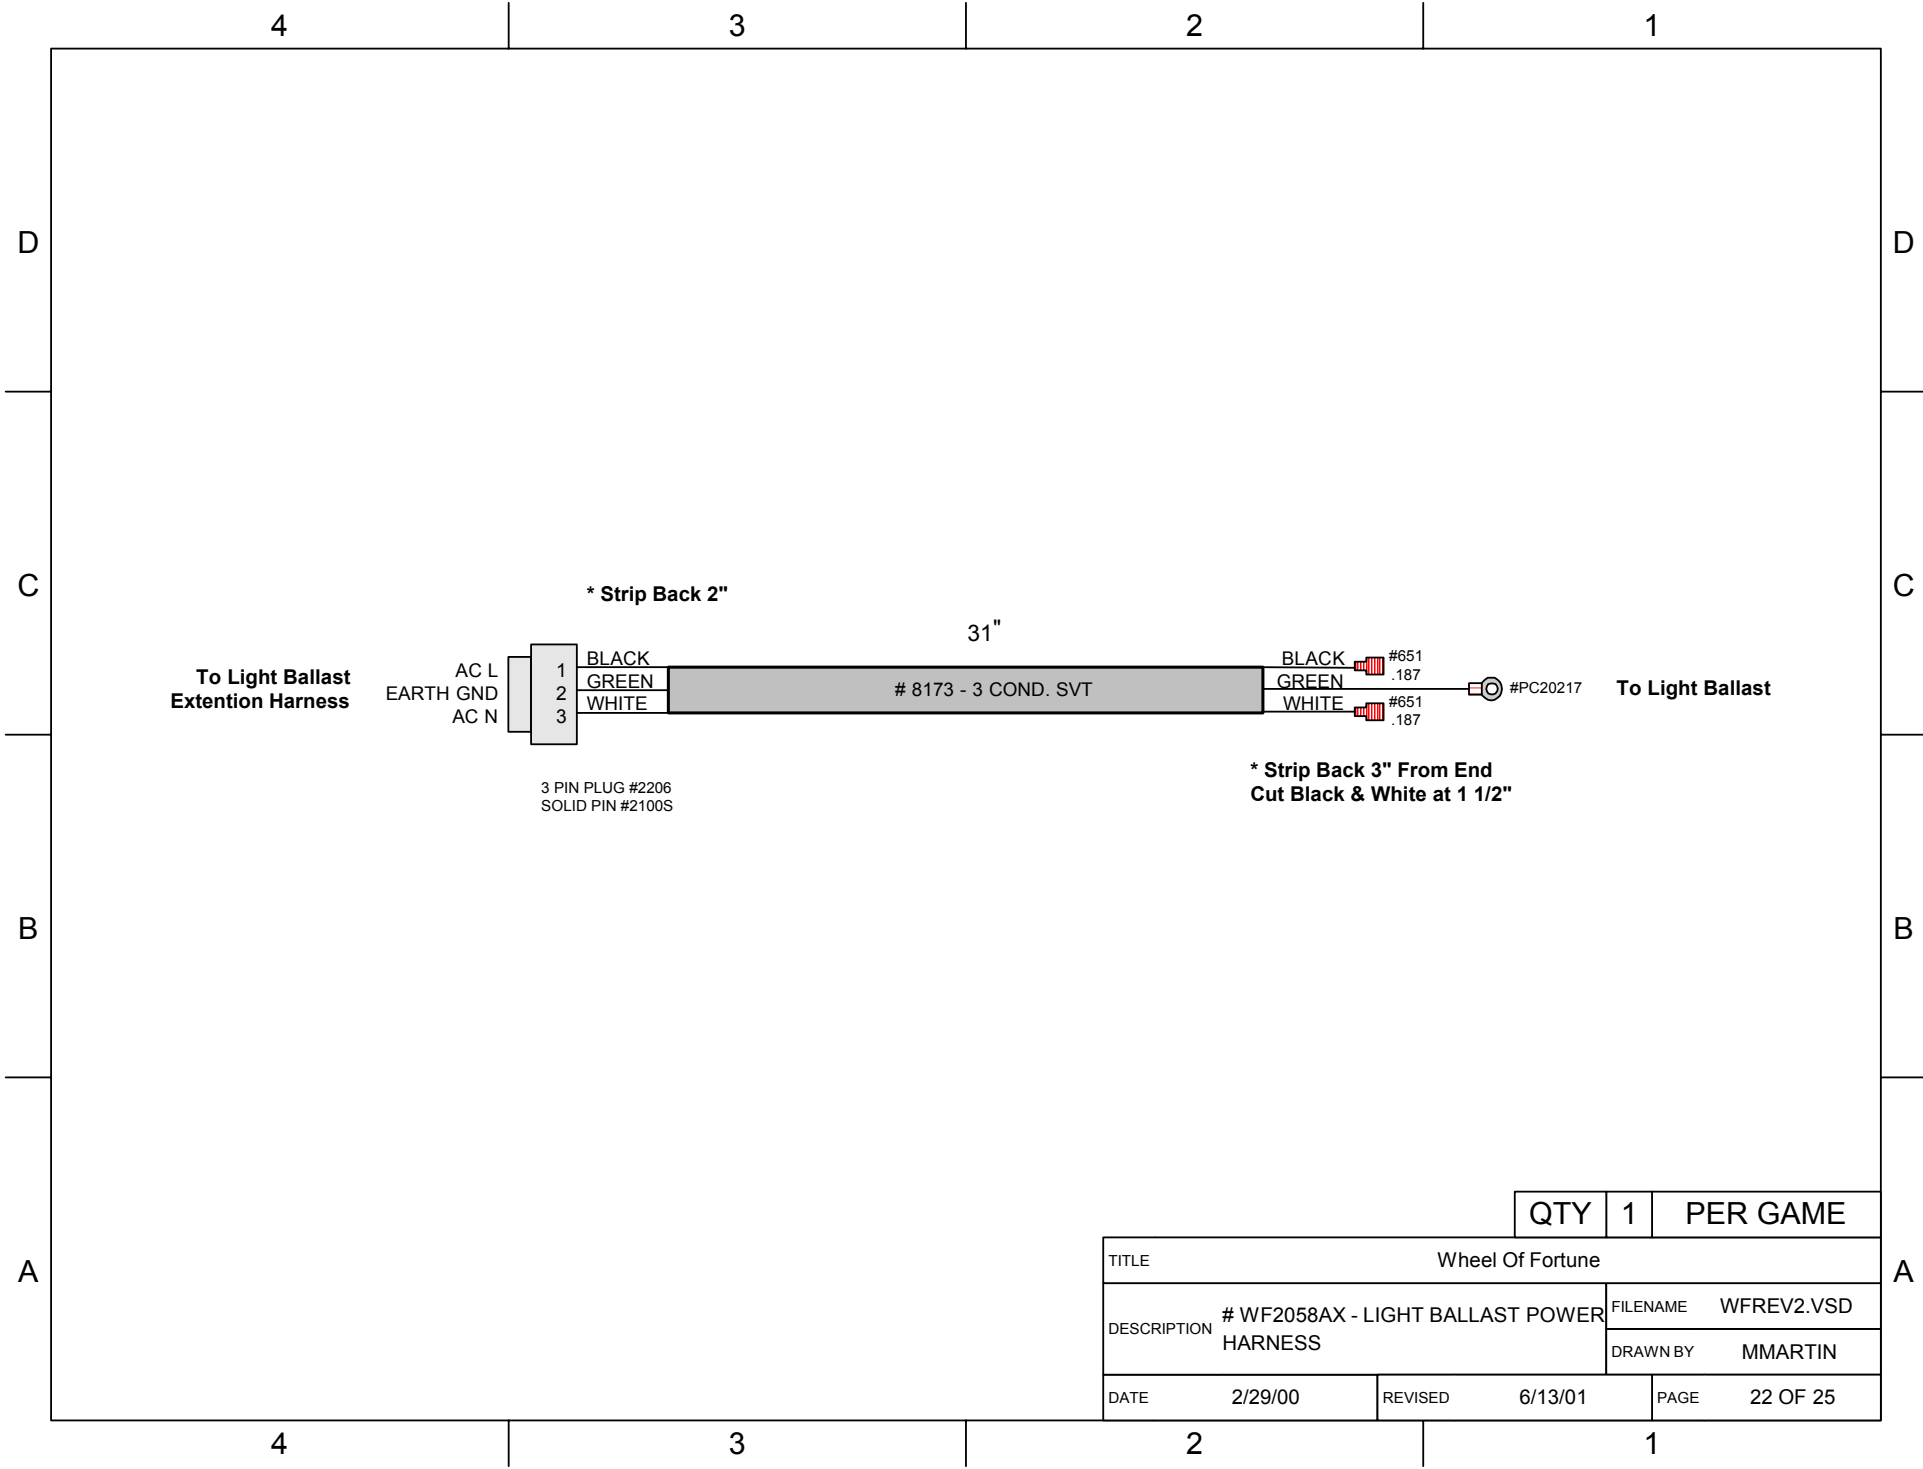 4 3 2 1
D D
C C
B B
A A
* Strip Back 2"
31"
To Light Ballast
Extention Harness
AC L
EARTH GND
AC N
1
2
3
BLACK
GREEN
WHITE
# 8173 - 3 COND. SVT
BLACK
GREEN
WHITE
#651
.187
#651
.187
#PC20217
To Light Ballast
3 PIN PLUG #2206
SOLID PIN #2100S
* Strip Back 3" From End
Cut Black & White at 1 1/2"
QTY 1 PER GAME
TITLE Wheel Of Fortune
DESCRIPTION # WF2058AX - LIGHT BALLAST POWER
HARNESS
FILENAME WFREV2.VSD
DRAWN BY MMARTIN
DATE 2/29/00 REVISED 6/13/01 PAGE 22 OF 25
4 3 2 1